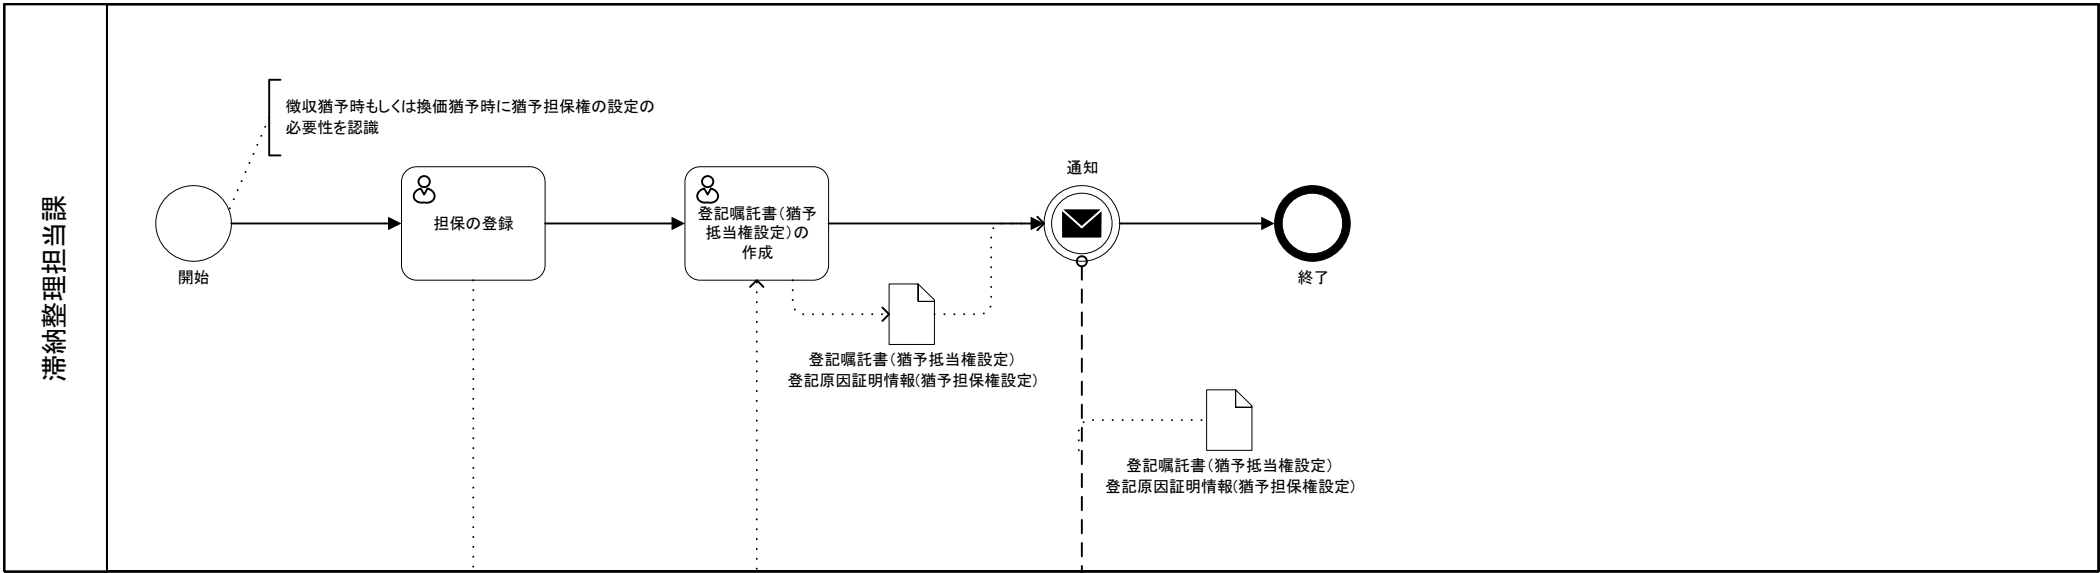 滞納整理担当課
徴収猶予時もしくは換価猶予時に猶予担保権の設定の
必要性を認識
開始
担保の登録
登記嘱託書(猶予
抵当権設定)の
作成
通知
終了
登記嘱託書(猶予抵当権設定)
登記原因証明情報(猶予担保権設定)
登記嘱託書(猶予抵当権設定)
登記原因証明情報(猶予担保権設定)